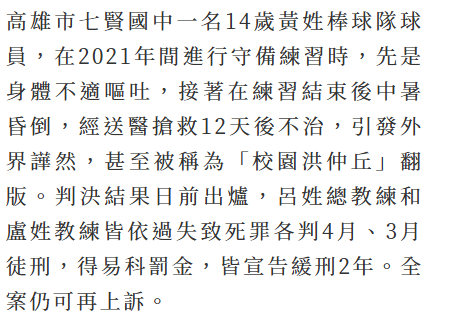 高雄市七賢國中一名14歲黃姓棒球隊球
員，在2021年間進行守備練習時，先是
身體不適嘔吐，接著在練習結束後中暑
昏倒，經送醫搶救12天後不治，引發外
界譁然，甚至被稱為「校園洪仲丘」翻
版。判決結果日前出爐，呂姓總教練和
盧姓教練皆依過失致死罪各判4月、3月
徒刑，得易科罰金，皆宣告緩刑2年。全
案仍可再上訴。